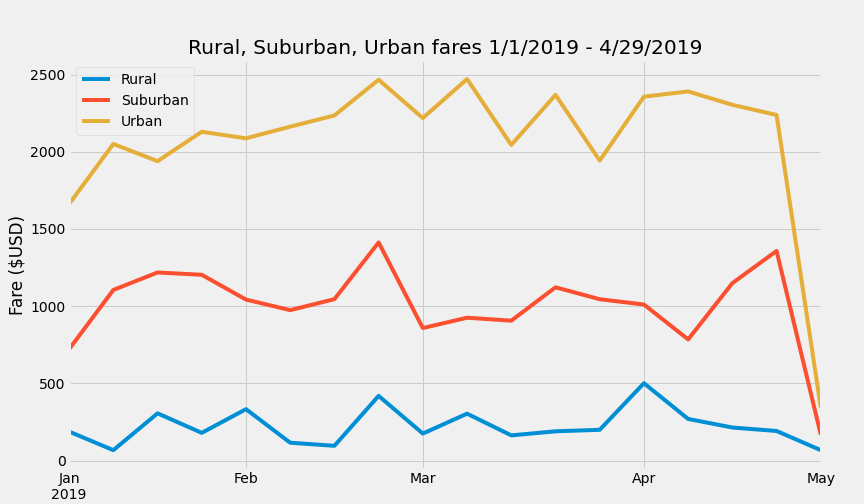 Rural, Suburban, Urban fares 1/1/2019 - 4/29/2019
Rural
Suburban
Urban
Fare ($USD)
2500
2000
1500
1000
500
0
Jan
2019
Feb
Mar
Apr
May